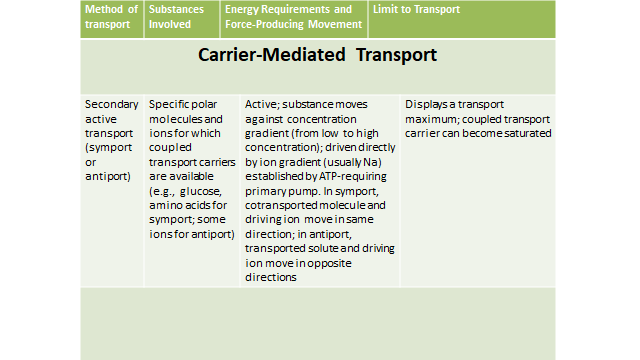 Method of transport
Substances Involved
Energy Requirements and Force-Producing Movement
Limit to Transport
Carrier-Mediated Transport
Secondary
active
transport
(symport
or
antiport)
Specific polar
molecules and
ions for which
coupled
transport carriers
are available
(e.g., glucose,
amino acids for
symport; some
ions for antiport)
Active; substance moves
against concentration
gradient (from low to high
concentration); driven directly
by ion gradient (usually Na)
established by ATP-requiring
primary pump. In symport,
cotransported molecule and
driving ion move in same
direction; in antiport,
transported solute and driving
ion move in opposite
directions
Displays a transport
maximum; coupled transport
carrier can become saturated